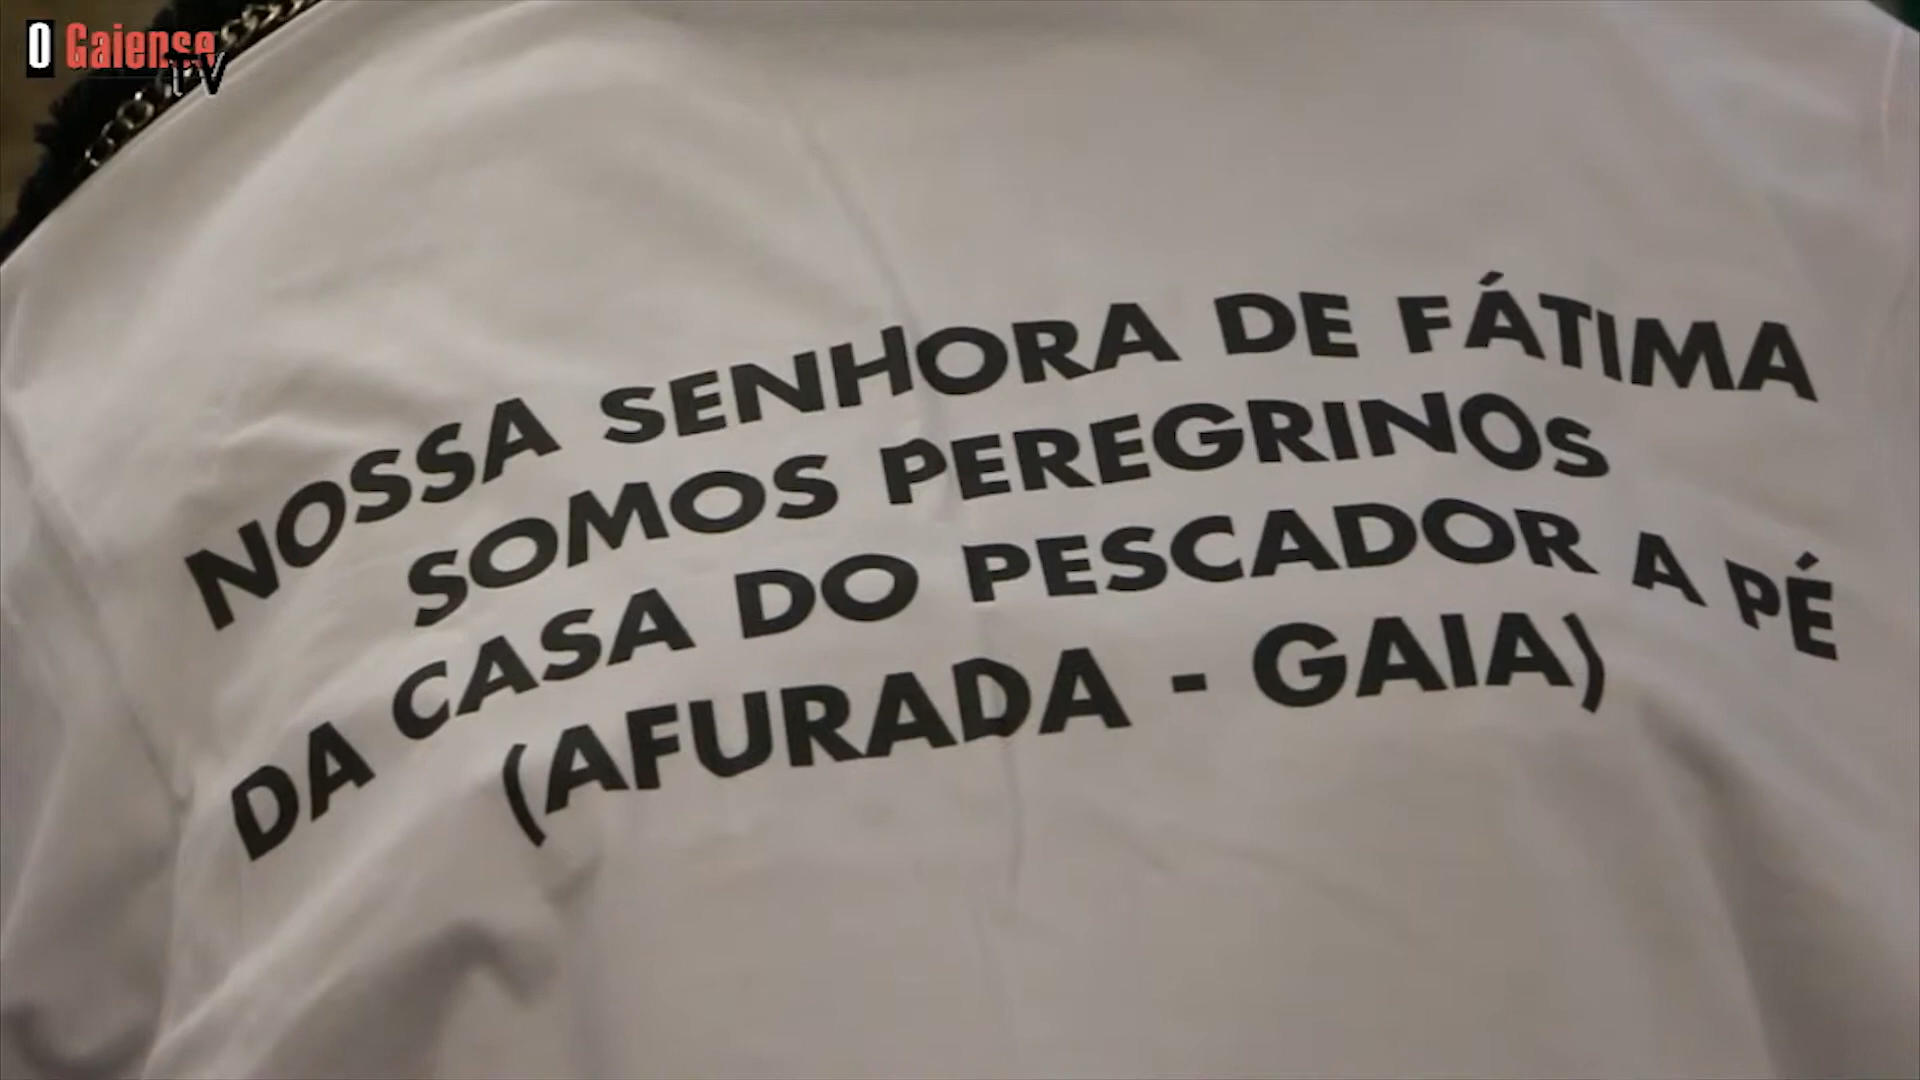 O Gaiense
TV
NOSSA SENHORA DE FÁTIMA
SOMOS PEREGRINOS
DA CASA DO PESCADOR A PÉ
(AFURADA - GAIA)